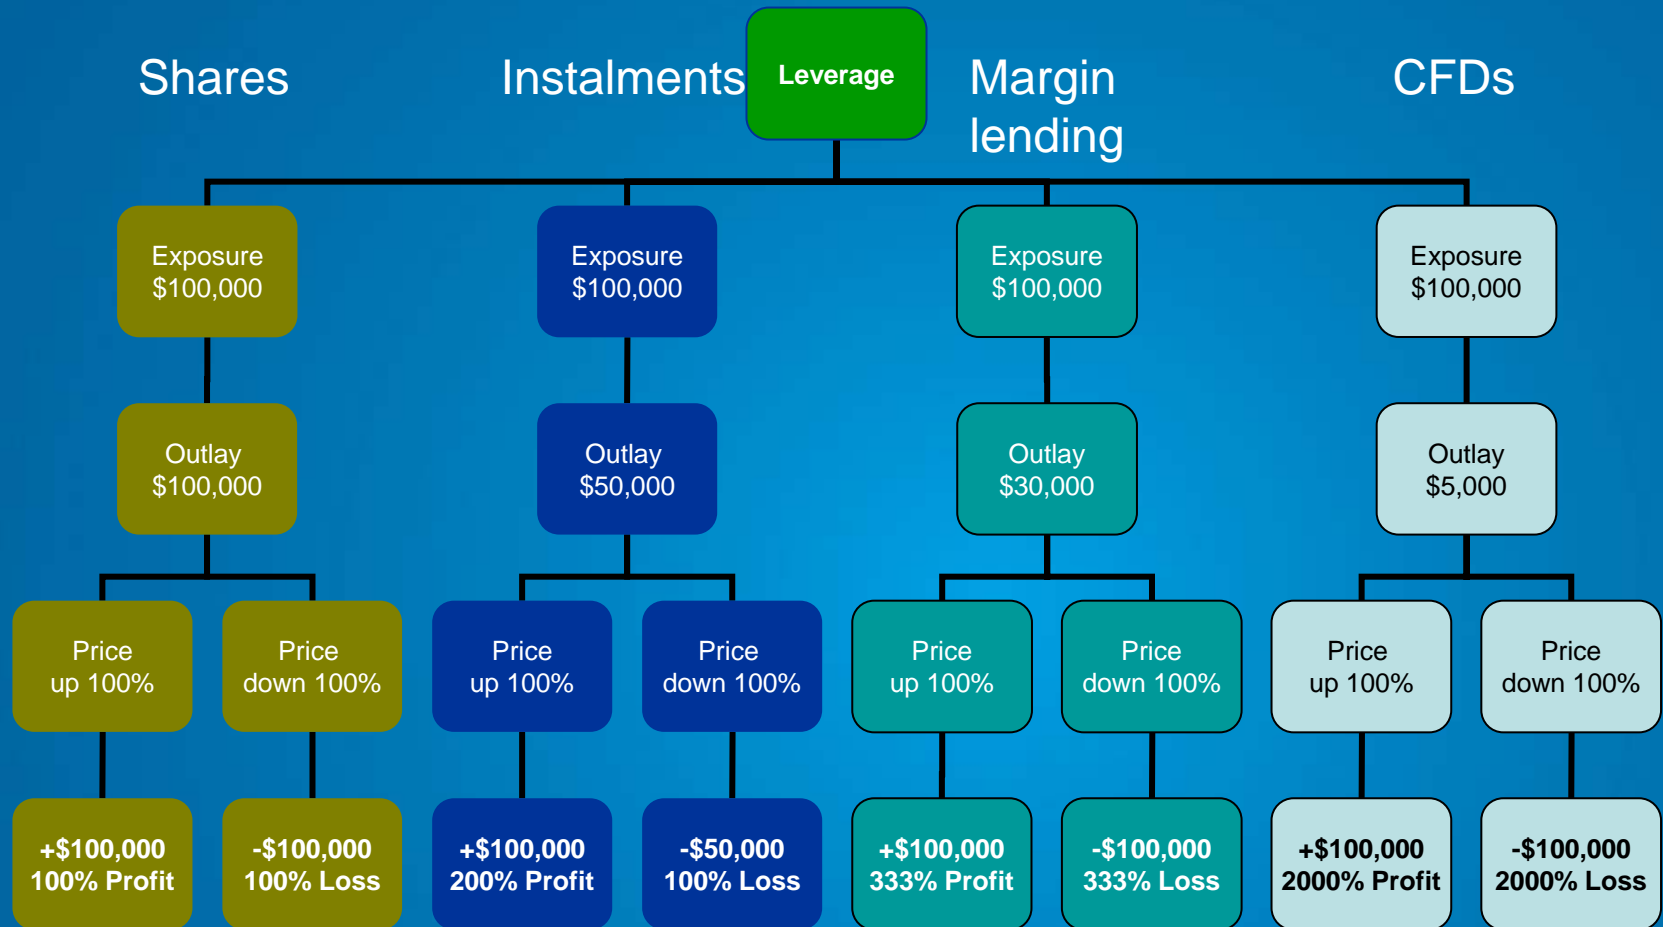 Leverage
Shares
Instalments
Margin
lending
CFDs
Exposure
$100,000
Exposure
$100,000
Exposure
$100,000
Exposure
$100,000
Outlay
$100,000
Outlay
$50,000
Outlay
$30,000
Outlay
$5,000
Price
up 100%
Price
down 100%
Price
up 100%
Price
down 100%
Price
up 100%
Price
down 100%
Price
up 100%
Price
down 100%
+$100,000
100% Profit
-$100,000
100% Loss
+$100,000
200% Profit
-$50,000
100% Loss
+$100,000
333% Profit
-$100,000
333% Loss
+$100,000
2000% Profit
-$100,000
2000% Loss